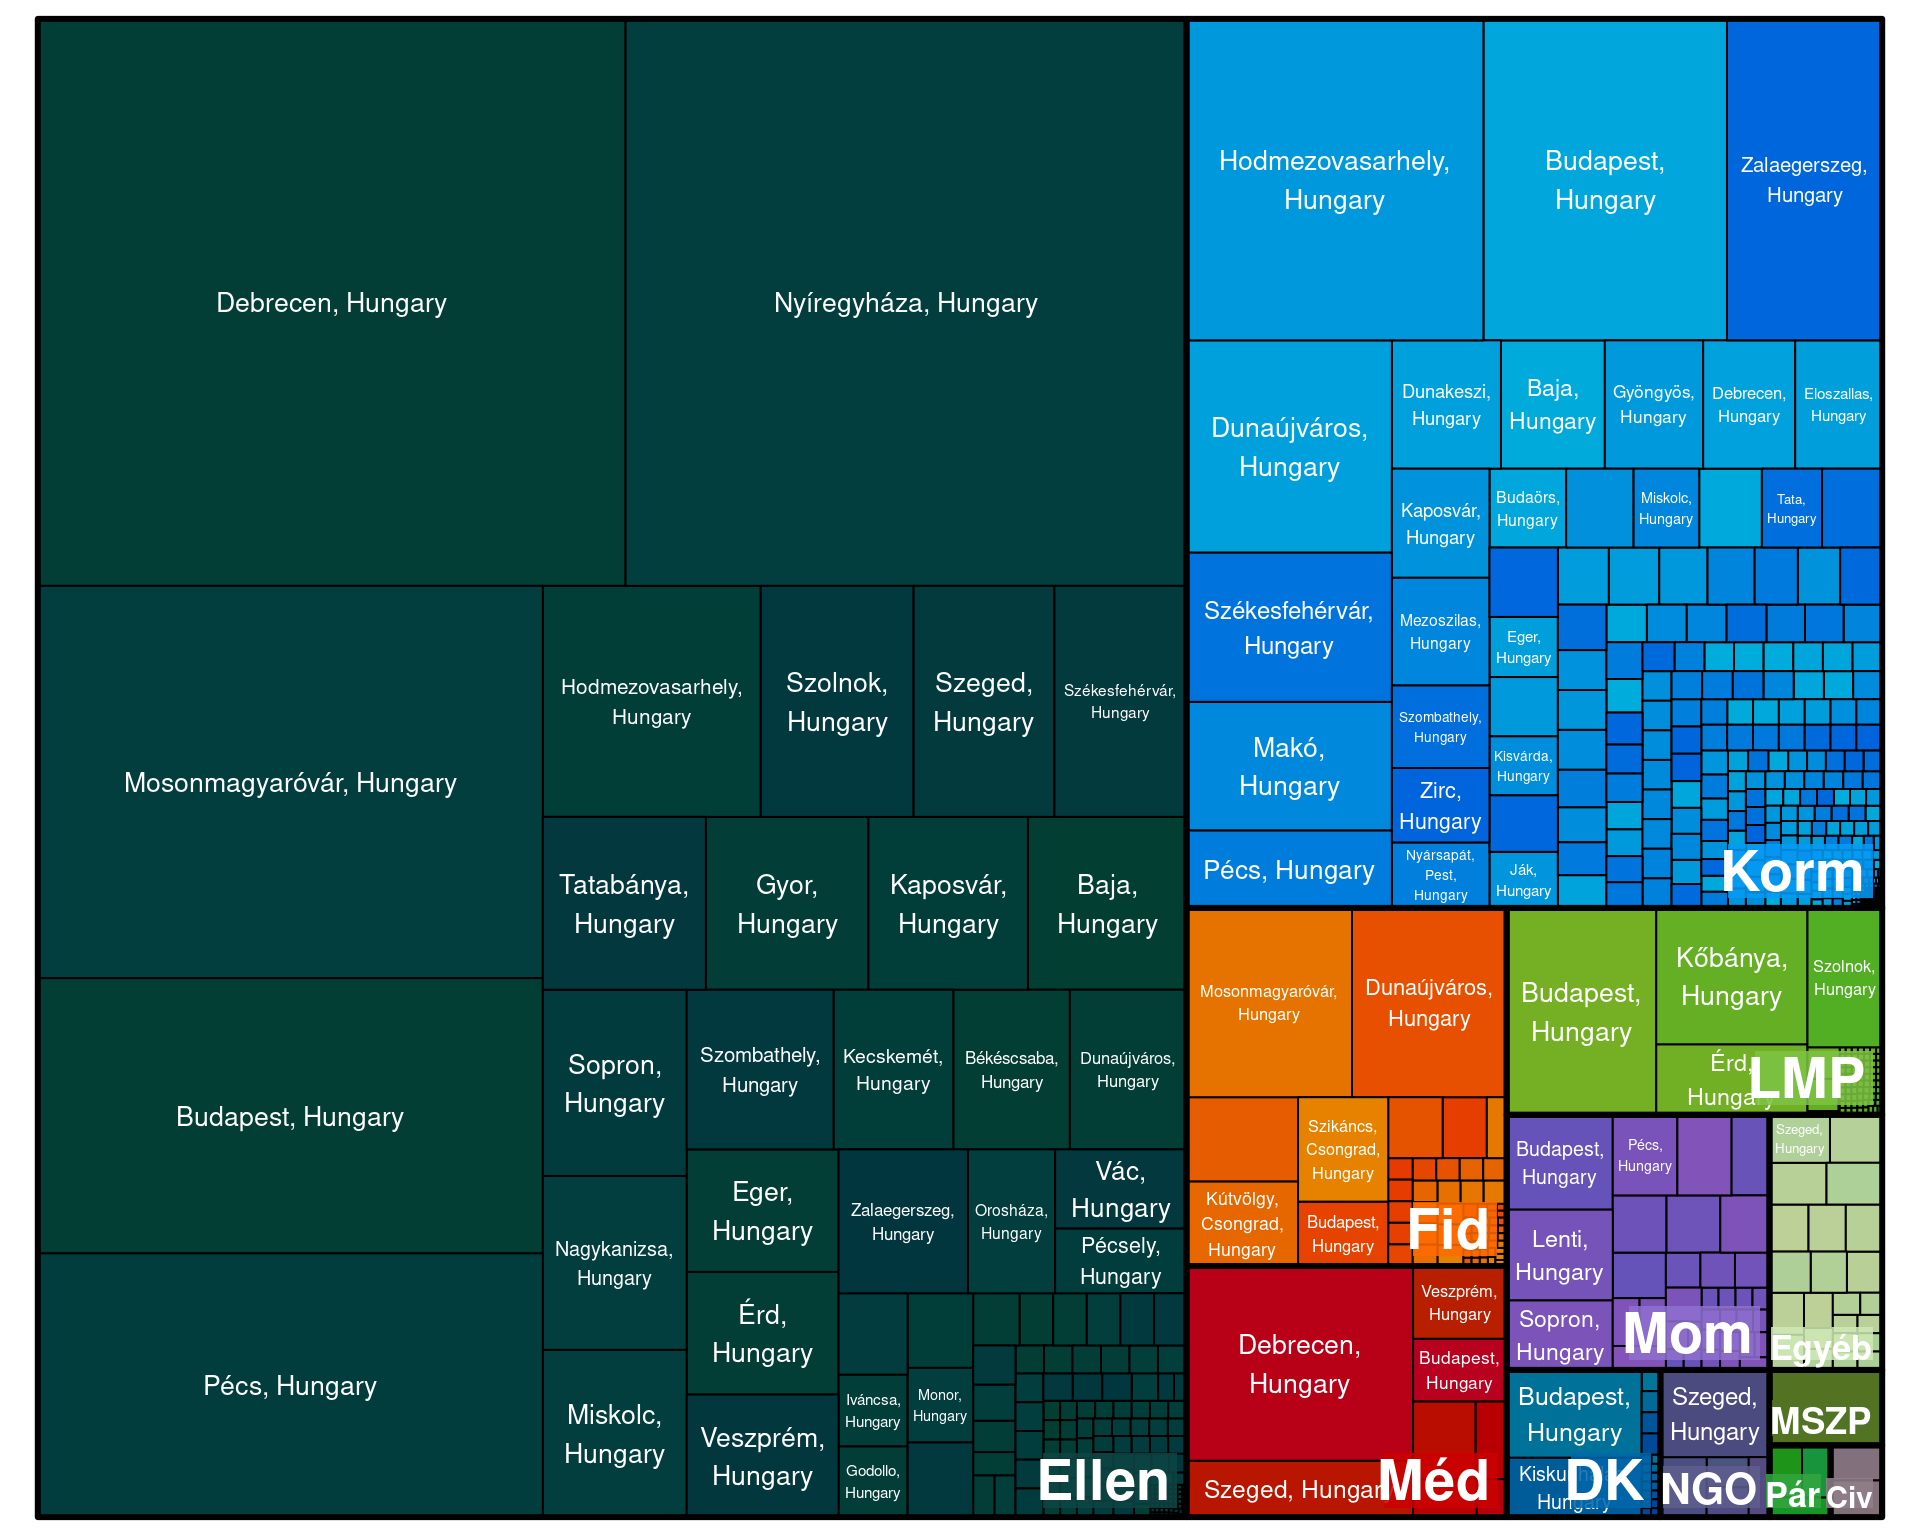 Debrecen, Hungary
Nyíregyháza, Hungary
Mosonmagyaróvár, Hungary
Budapest, Hungary
Pécs, Hungary
Hodmezovasarhely,
Hungary
Szolnok,
Hungary
Szeged,
Hungary
Székesfehérvár,
Hungary
Tatabánya,
Hungary
Gyor,
Hungary
Kaposvár,
Hungary
Baja,
Hungary
Sopron,
Hungary
Nagykanizsa,
Hungary
Miskolc,
Hungary
Szombathely,
Hungary
Kecskemét,
Hungary
Békéscsaba,
Hungary
Dunaújváros,
Hungary
Eger,
Hungary
Érd,
Hungary
Veszprém,
Hungary
Zalaegerszeg,
Hungary
Orosháza,
Hungary
Vác,
Hungary
Pécsely,
Hungary
Iváncsa,
Hungary
Monor,
Hungary
Godollo,
Hungary
Ellen
Hodmezovasarhely,
Hungary
Budapest,
Hungary
Zalaegerszeg,
Hungary
Dunaújváros,
Hungary
Székesfehérvár,
Hungary
Makó,
Hungary
Pécs, Hungary
Dunakeszi,
Hungary
Baja,
Hungary
Gyöngyös,
Hungary
Debrecen,
Hungary
Eloszallas,
Hungary
Kaposvár,
Hungary
Mezoszilas,
Hungary
Szombathely,
Hungary
Zirc,
Hungary
Nyársapát,
Pest,
Hungary
Budaörs,
Hungary
Miskolc,
Hungary
Tata,
Hungary
Eger,
Hungary
Kisvárda,
Hungary
Ják,
Hungary
Korm
Mosonmagyaróvár,
Hungary
Dunaújváros,
Hungary
Szikáncs,
Csongrad,
Hungary
Kútvölgy,
Csongrad,
Hungary
Budapest,
Hungary
Fid
Debrecen,
Hungary
Veszprém,
Hungary
Budapest,
Hungary
Szeged, Hungar
Méd
Budapest,
Hungary
Kőbánya,
Hungary
Szolnok,
Hungary
Érd,
Hungary
LMP
Budapest,
Hungary
Pécs,
Hungary
Lenti,
Hungary
Sopron,
Hungary
Mom
Szeged,
Hungary
Egyéb
Budapest,
Hungary
Hungary
DK
Szeged,
Hungary
NGO
MSZP
Pár
Civ